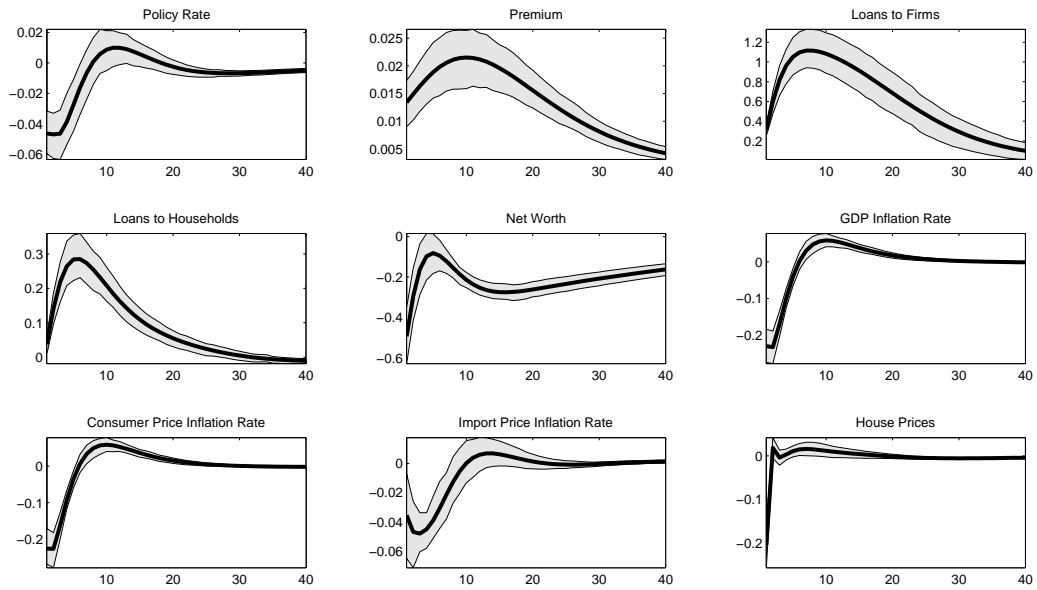 Policy Rate
0.02
0
−0.02
−0.04
−0.06
10 20 30 40
Premium
0.025
0.02
0.015
0.01
0.005
10 20 30 40
Loans to Firms
1.2
1
0.8
0.6
0.4
0.2
10 20 30 40
Loans to Households
0.3
0.2
0.1
0
10 20 30 40
Net Worth
0
−0.2
−0.4
−0.6
10 20 30 40
GDP Inflation Rate
0
−0.1
−0.2
10 20 30 40
Consumer Price Inflation Rate
0
−0.1
−0.2
10 20 30 40
Import Price Inflation Rate
0
−0.02
−0.04
−0.06
10 20 30 40
House Prices
0
−0.1
−0.2
10 20 30 40